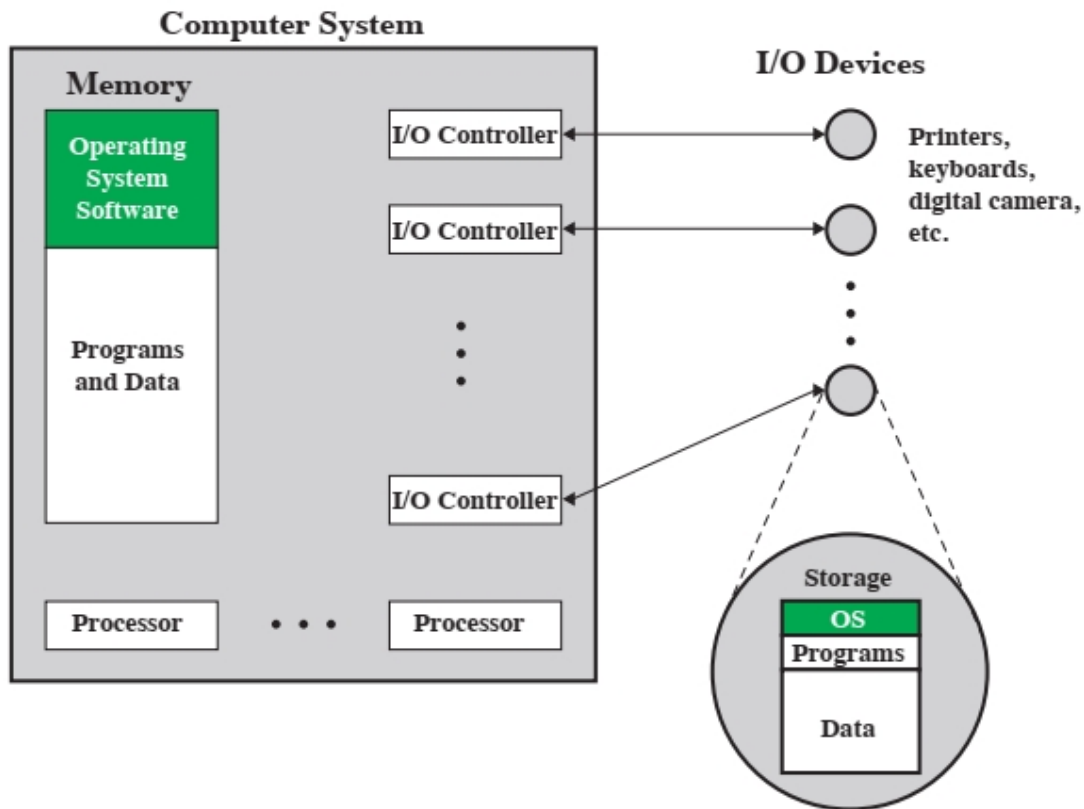 Computer System
Memory
Operating
System
Software
Programs
and Data
I/O Controller
I/O Controller
I/O Controller
Processor
Processor
I/O Devices
Printers,
keyboards,
digital camera,
etc.
Storage
OS
Programs
Data